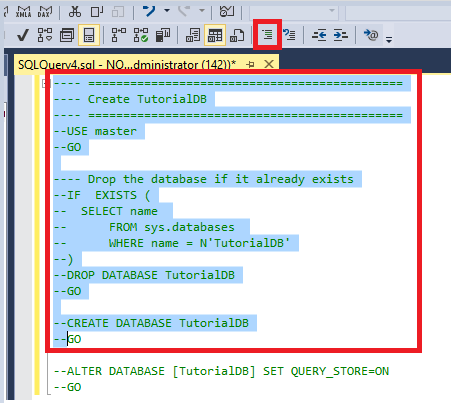 XMLA DAX
SQLQuery4.sql - NO...dministrator (142))*
---- =========================================
---- Create TutorialDB
---- =========================================
--USE master
--GO
---- Drop the database if it already exists
--IF  EXISTS (
--  SELECT name
--      FROM sys.databases
--      WHERE name = N'TutorialDB'
--)
--DROP DATABASE TutorialDB
--GO
--CREATE DATABASE TutorialDB
--GO
--ALTER DATABASE [TutorialDB] SET QUERY_STORE=ON
--GO